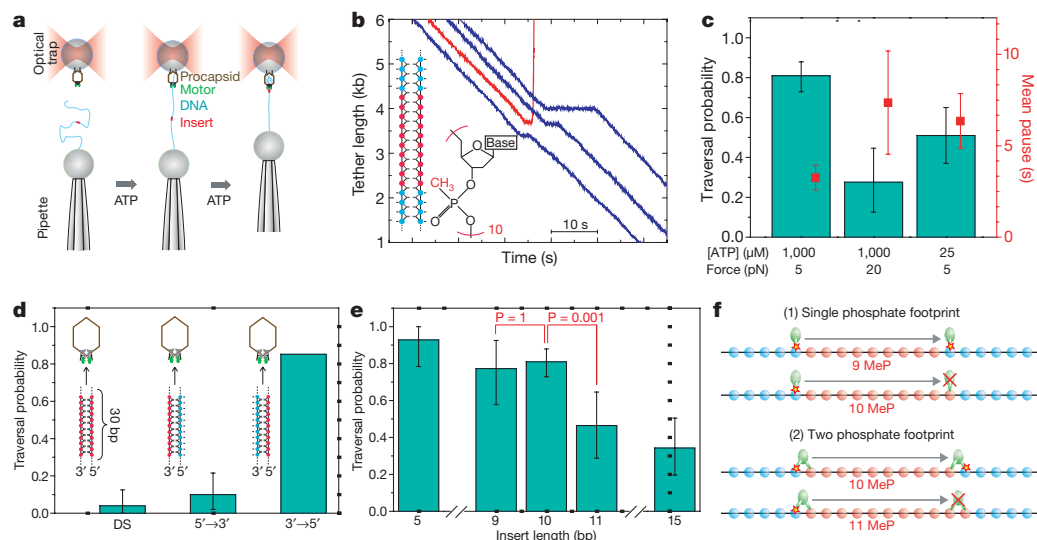 a
Optical
trap
Procapsid
Motor
DNA
Insert
Pipette
ATP
ATP
b
Tether length (kb)
6
5
4
3
2
1
Base
CH3
P
O
O
O
O
10
10 s
Time (s)
c
Traversal probability
1.0
0.8
0.6
0.4
0.2
0.0
10
5
0
Mean pause (s)
[ATP] (µM) 1,000 1,000 25
Force (pN) 5 20 5
d
Traversal probability
1.0
0.8
0.6
0.4
0.2
0.0
30 bp
3′ 5′
3′ 5′
3′ 5′
DS 5′→3′ 3′→5′
e
Traversal probability
1.0
0.8
0.6
0.4
0.2
0.0
P = 1
P = 0.001
5 9 10 11 15
Insert length (bp)
f
(1) Single phosphate footprint
9 MeP
10 MeP
(2) Two phosphate footprint
10 MeP
11 MeP